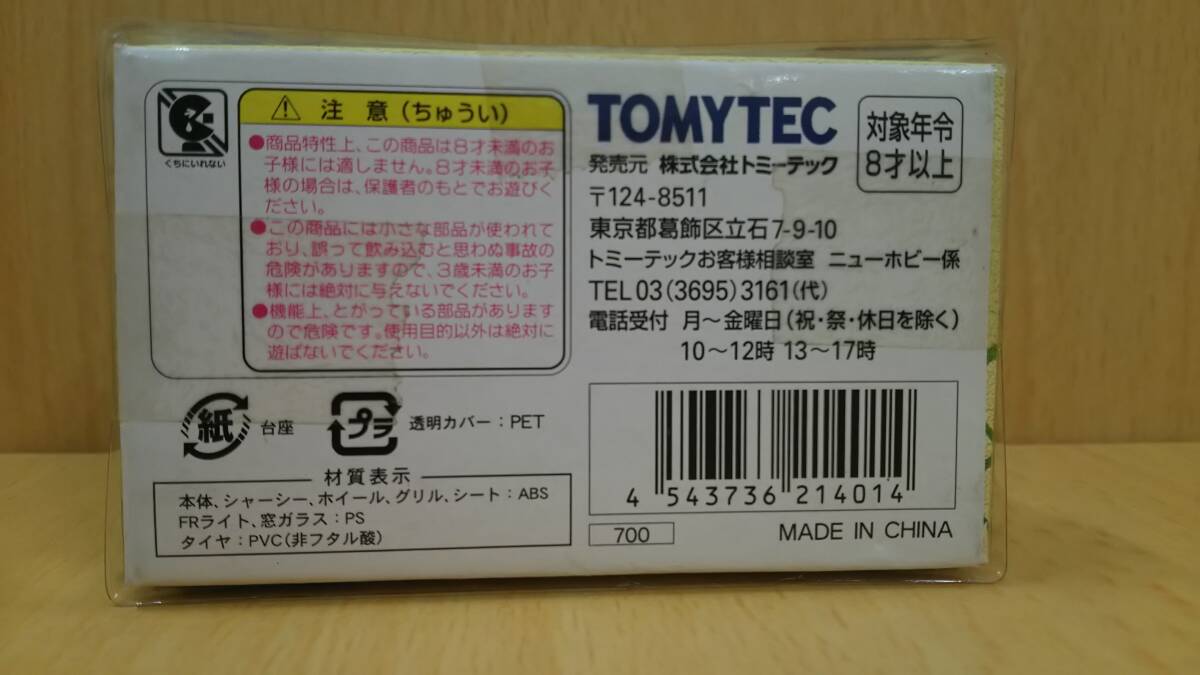 くちにいれない
注 意（ちゅうい）
●商品特性上、この商品は8才未満のお
子様には適しません。8才未満のお子
様の場合は、保護者のもとでお遊びく
ださい。
●この商品には小さな部品が使われて
おり、誤って飲み込むと思わぬ事故の
危険がありますので、3歳未満のお子
様には絶対に与えないでください。
●機能上、とがっている部品があります
ので危険です。使用目的以外は絶対に
遊ばないでください。
紙 台座
プラ 透明カバー：PET
材質表示
本体、シャーシー、ホイール、グリル、シート：ABS
FRライト、窓ガラス：PS
タイヤ：PVC(非フタル酸)
TOMYTEC
発売元 株式会社トミーテック
対象年令
8才以上
〒124-8511
東京都葛飾区立石7-9-10
トミーテックお客様相談室 ニューホビー係
TEL 03(3695)3161(代)
電話受付 月～金曜日(祝・祭・休日を除く)
10～12時 13～17時
4 543736 214014
700
MADE IN CHINA